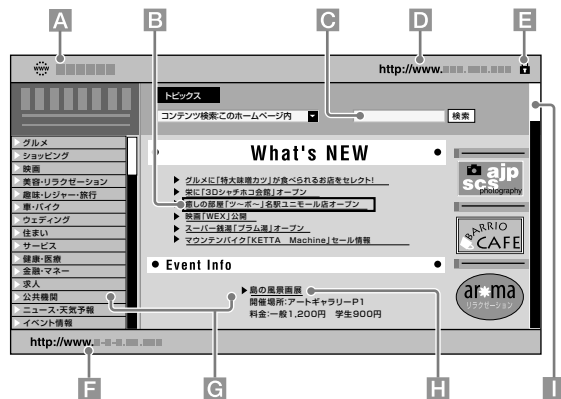 A B C D E
www http://www.
トピックス
コンテンツ検索:このホームページ内 検索
I
グルメ
ショッピング
映画
美容・リラクゼーション
趣味・レジャー・旅行
車・バイク
ウェディング
住まい
サービス
健康・医療
金融・マネー
求人
公共機関
ニュース・天気予報
イベント情報
What's NEW
グルメに「特大味噌カツ」が食べられるお店をセレクト!
栄に「3Dシャチホコ会館」オープン
癒しの部屋「ツ~ボ~」名駅ユニモール店オープン
映画「WEX」公開
スーパー銭湯「プラム湯」オープン
マウンテンバイク「KETTA Machine」セール情報
Event Info
島の風景画展
開催場所:アートギャラリーP1
料金:一般1,200円 学生900円
ajp
scs photography
BARRIO
CAFE
aroma
リラクゼーション
http://www.
F G H